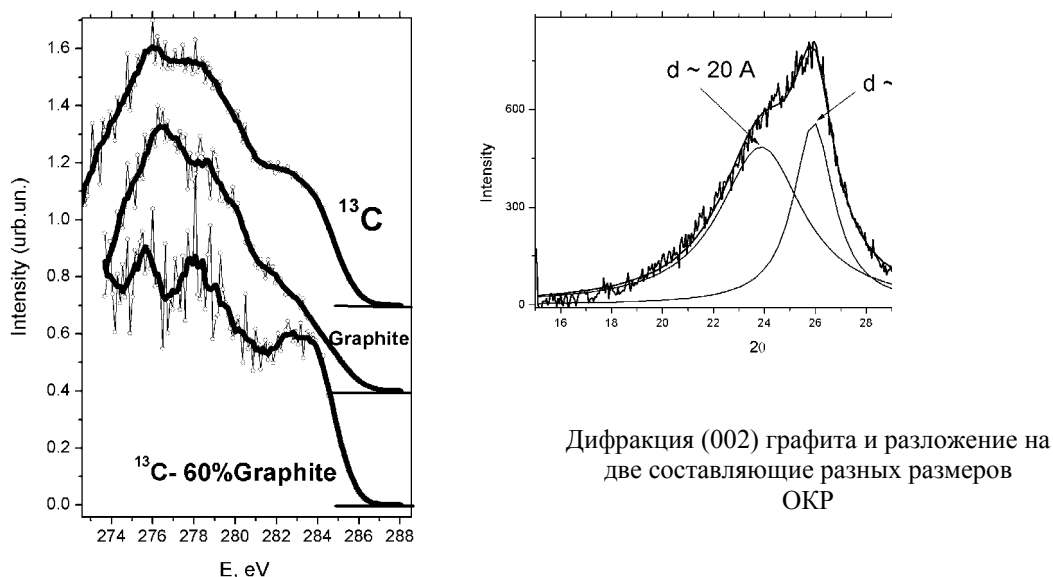 1.6
1.4
1.2
1.0
0.8
0.6
0.4
0.2
0.0
Intensity (urb.un.)
¹³C
Graphite
¹³C- 60%Graphite
274 276 278 280 282 284 286 288
E, eV
d ~ 20 A
d ~
600
300
0
Intensity
16 18 20 22 24 26 28
2θ
Дифракция (002) графита и разложение на
две составляющие разных размеров
ОКР